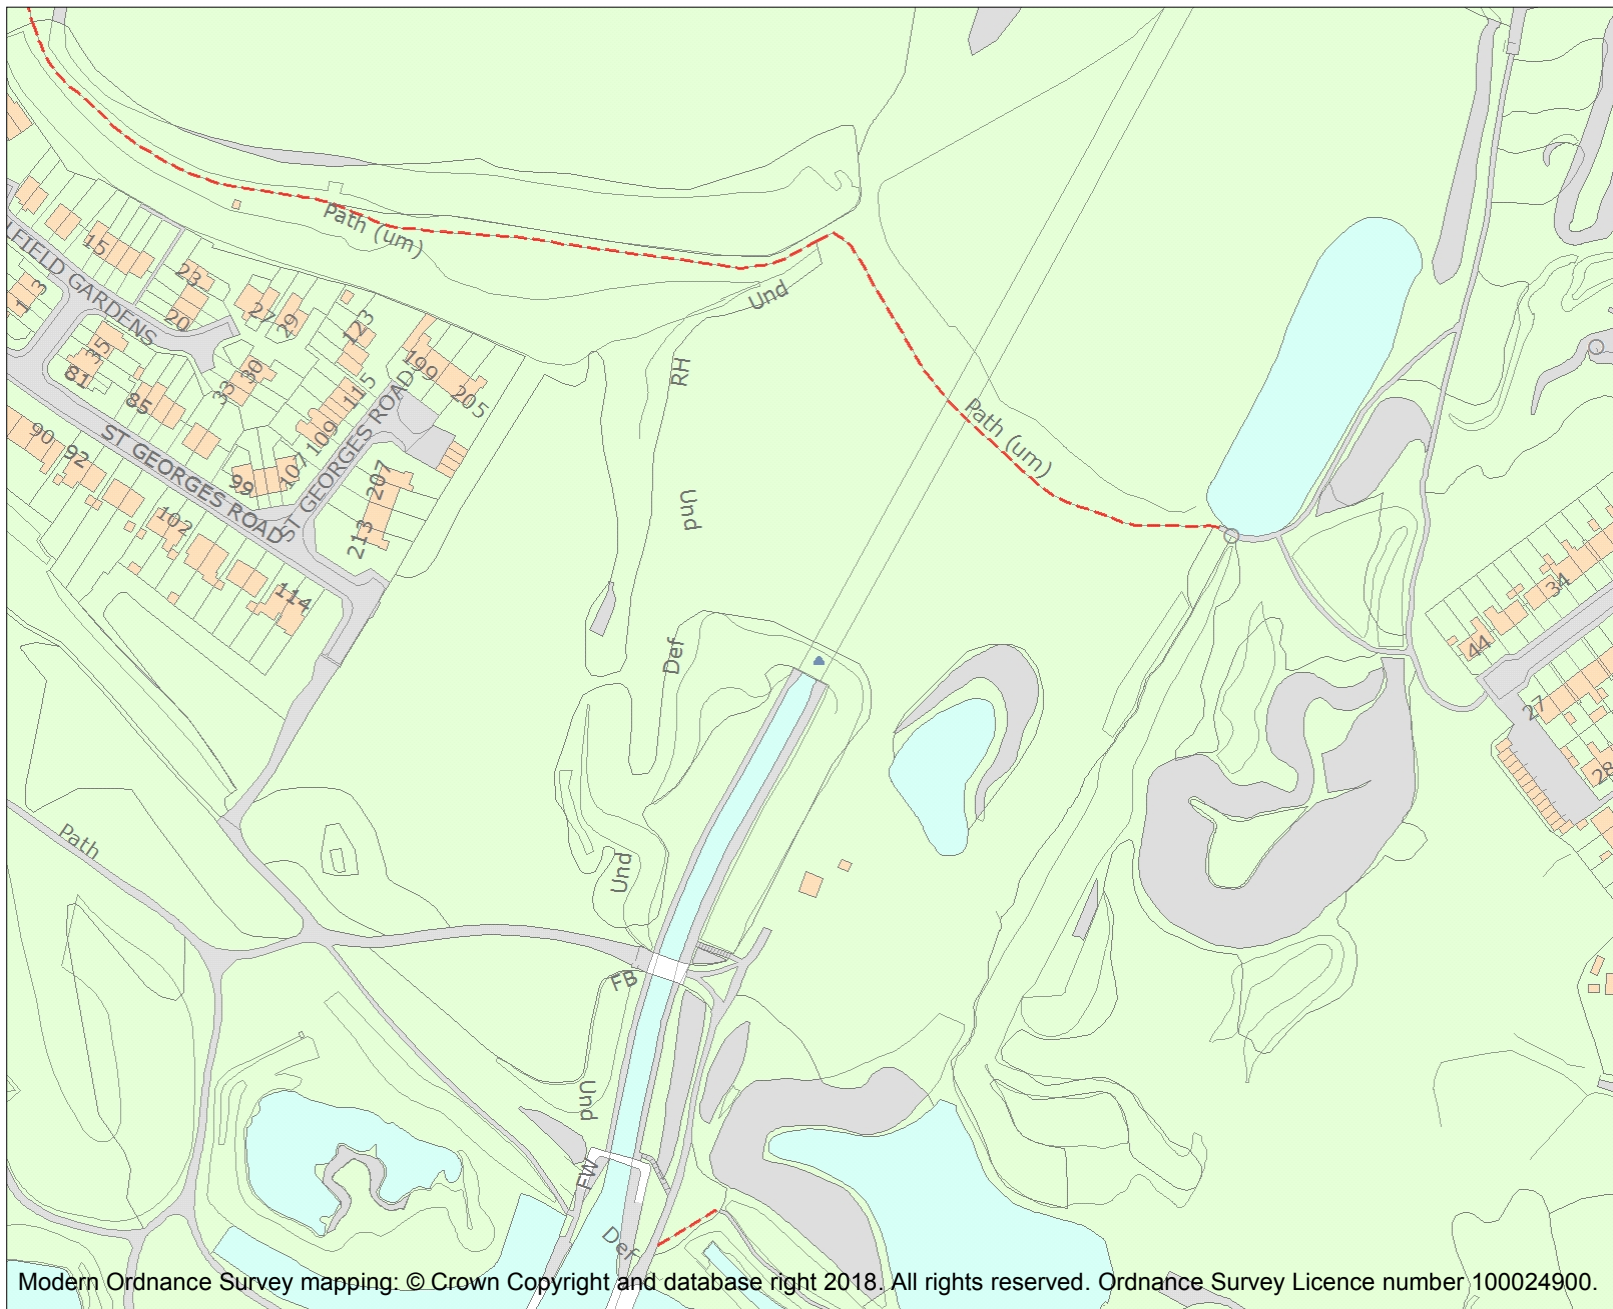 Path (um)
15
LFIELD GARDENS
23
Und
1 3
27
29
20
123
35
199
RH
81
33
30
205
115
85
ST GEORGES ROAD
Path (um)
90
109
92
ST GEORGES ROAD
107
207
99
Und
102
213
34
114
44
Def
27
28
Path
Und
FB
Und
FW
Def
Modern Ordnance Survey mapping: © Crown Copyright and database right 2018. All rights reserved. Ordnance Survey Licence number 100024900.